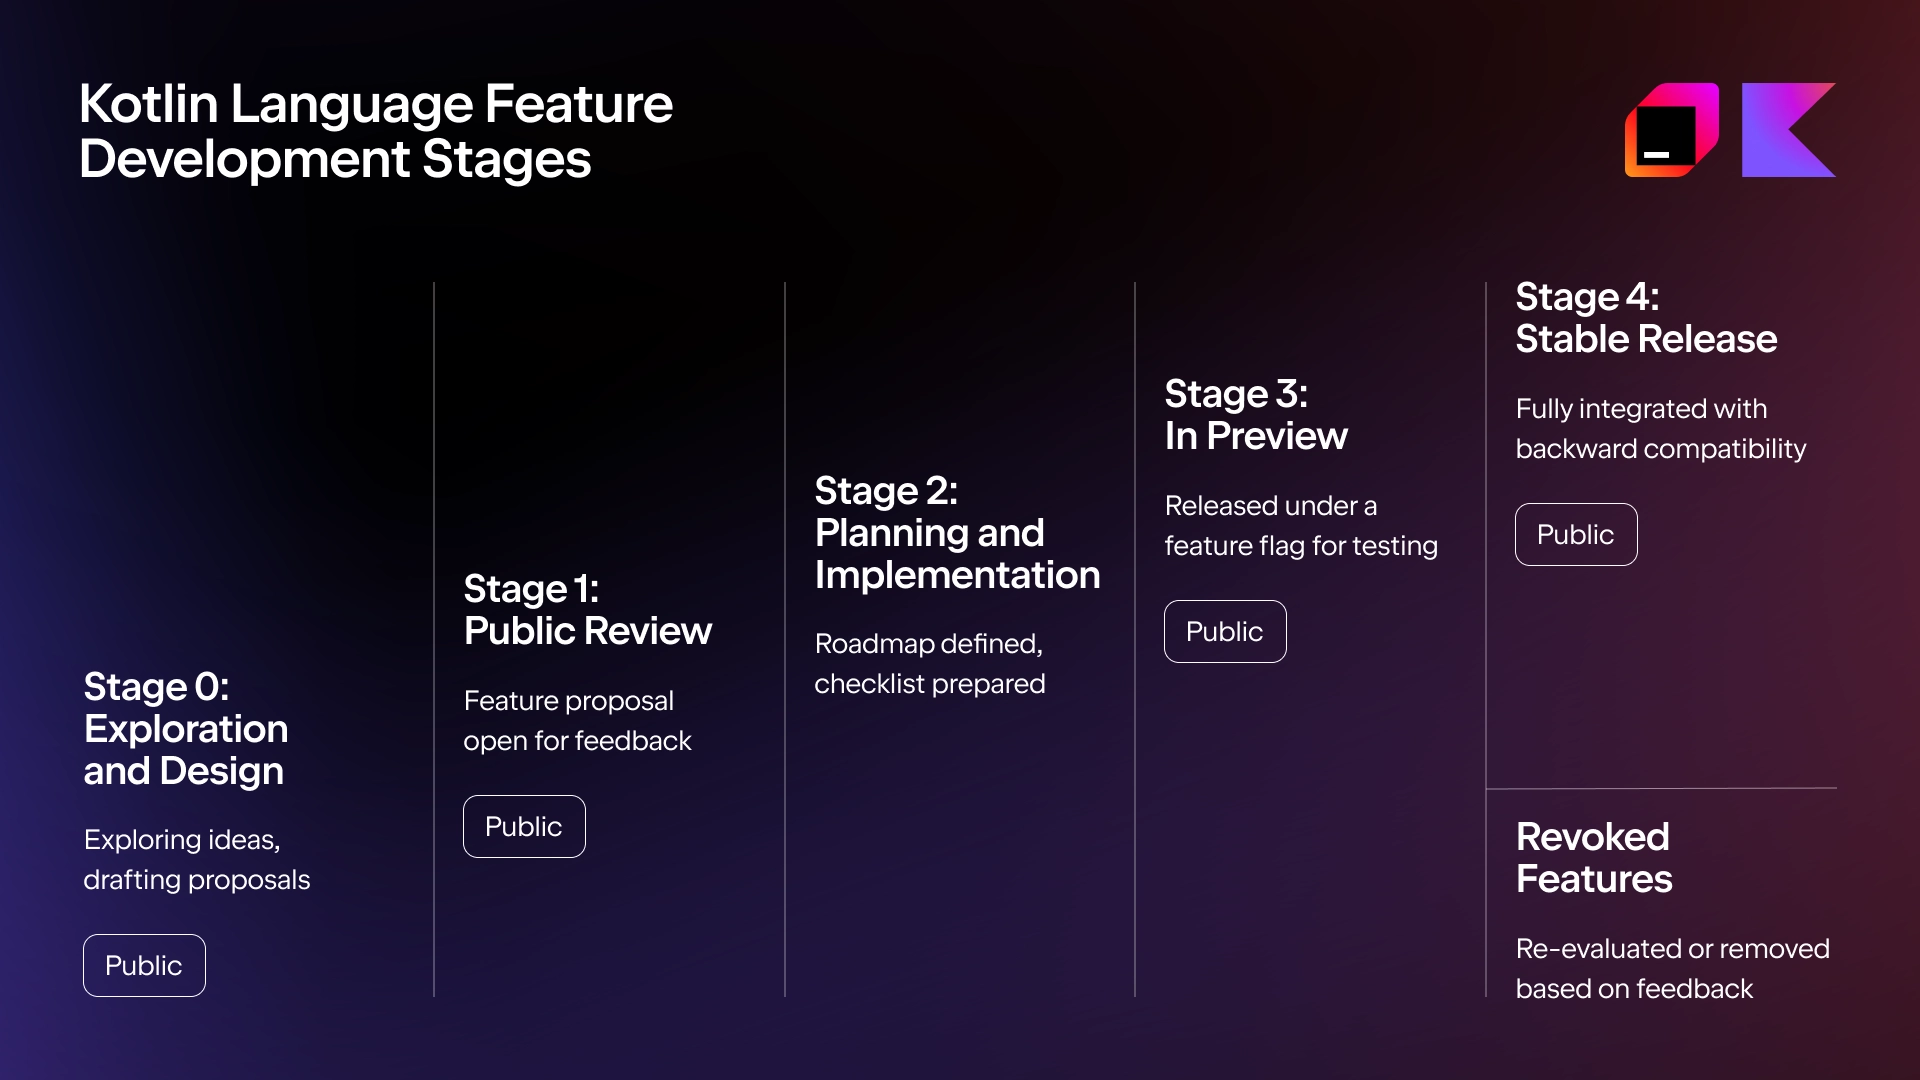 Kotlin Language Feature
Development Stages
Stage 0:
Exploration
and Design
Exploring ideas,
drafting proposals
Public
Stage 1:
Public Review
Feature proposal
open for feedback
Public
Stage 2:
Planning and
Implementation
Roadmap defined,
checklist prepared
Stage 3:
In Preview
Released under a
feature flag for testing
Public
Stage 4:
Stable Release
Fully integrated with
backward compatibility
Public
Revoked
Features
Re-evaluated or removed
based on feedback